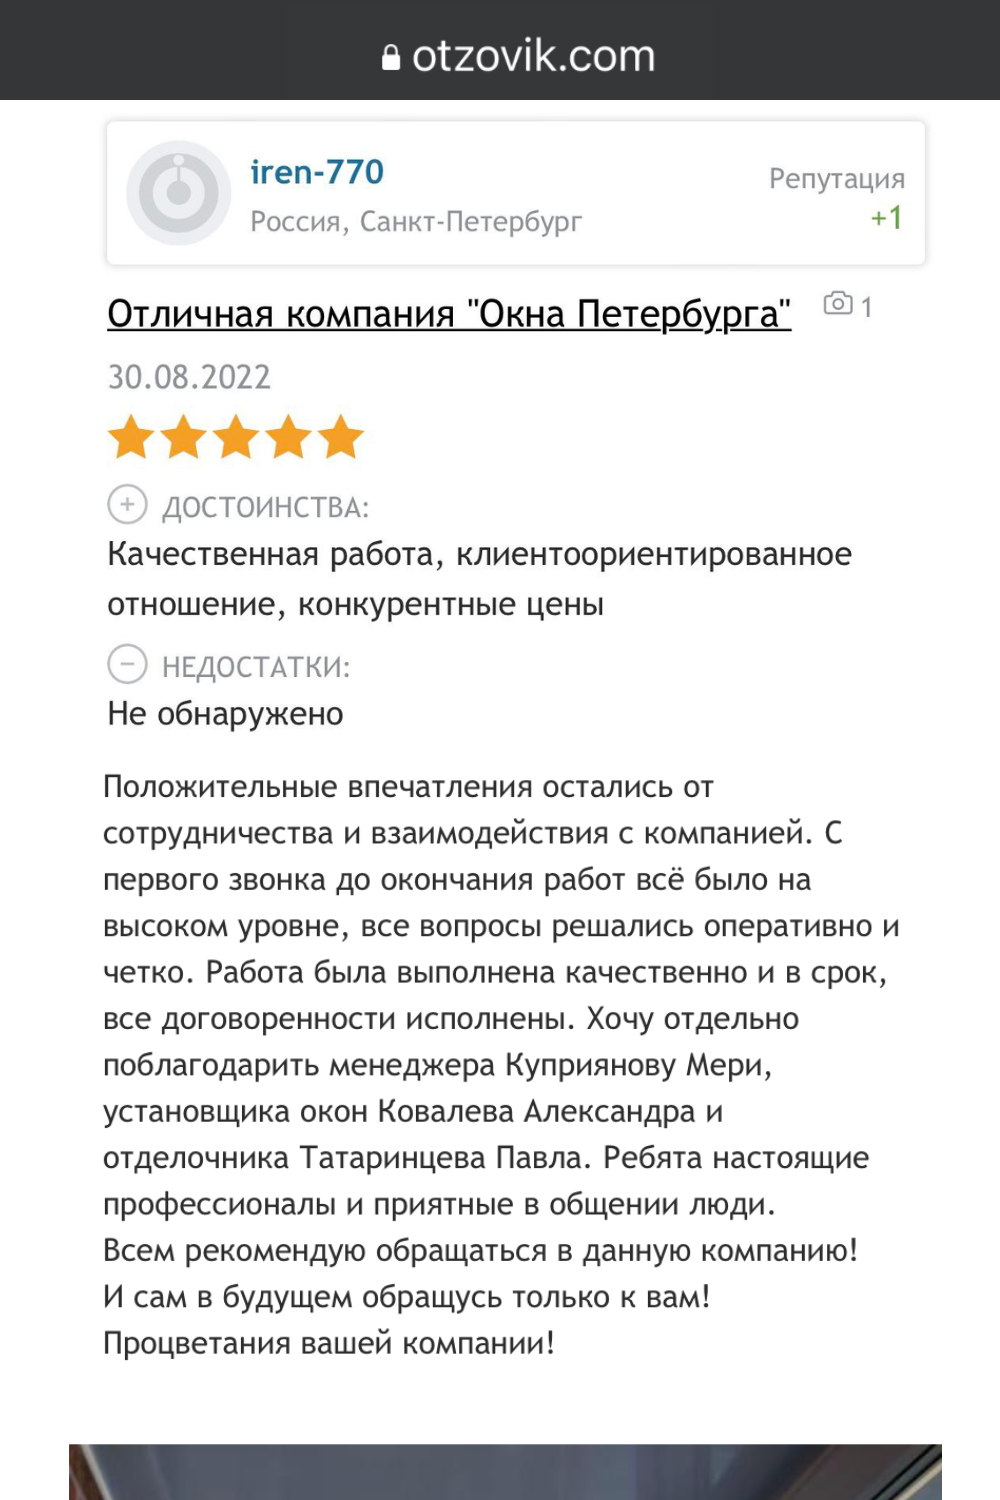 otzovik.com
iren-770
Россия, Санкт-Петербург
Репутация
+1
Отличная компания "Окна Петербурга"
1
30.08.2022
ДОСТОИНСТВА:
Качественная работа, клиентоориентированное
отношение, конкурентные цены
НЕДОСТАТКИ:
Не обнаружено
Положительные впечатления остались от
сотрудничества и взаимодействия с компанией. С
первого звонка до окончания работ всё было на
высоком уровне, все вопросы решались оперативно и
четко. Работа была выполнена качественно и в срок,
все договоренности исполнены. Хочу отдельно
поблагодарить менеджера Куприянову Мери,
установщика окон Ковалева Александра и
отделочника Татаринцева Павла. Ребята настоящие
профессионалы и приятные в общении люди.
Всем рекомендую обращаться в данную компанию!
И сам в будущем обращусь только к вам!
Процветания вашей компании!